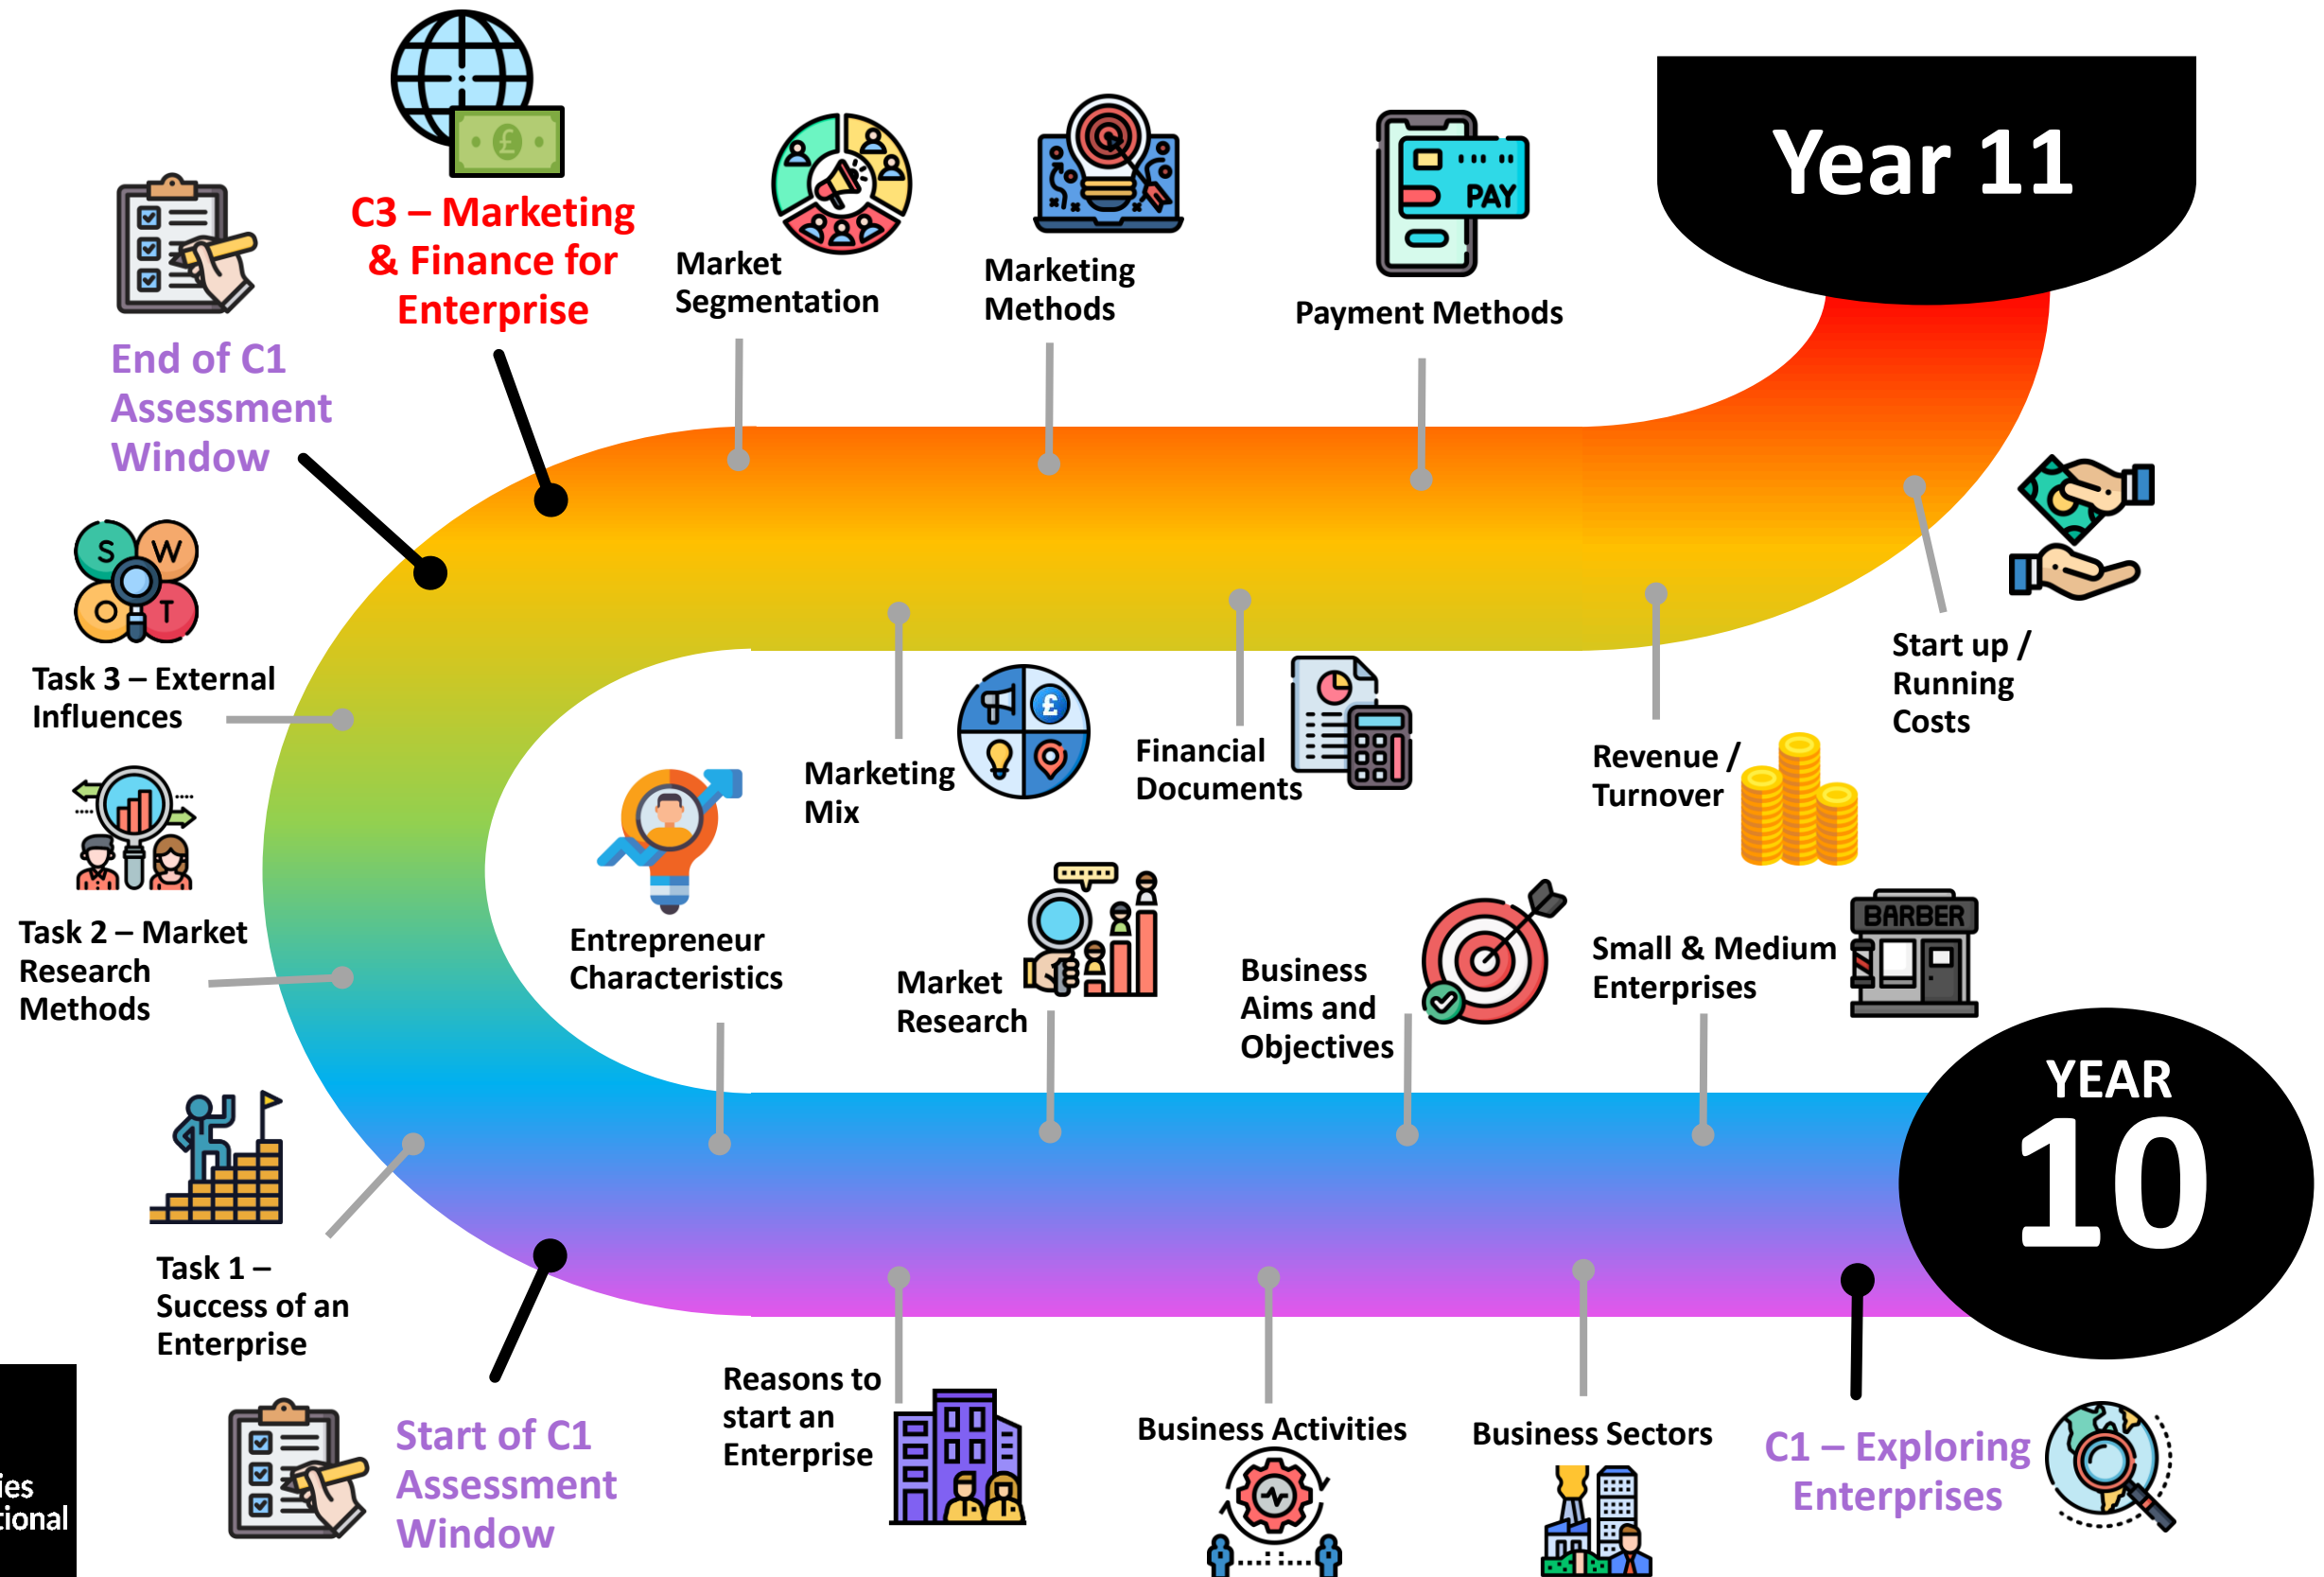 Year 11
C3 – Marketing
& Finance for
Enterprise
Market
Segmentation
Marketing
Methods
PAY
Payment Methods
End of C1
Assessment
Window
S W
O T
Task 3 – External
Influences
Start up /
Running
Costs
£
£
Marketing
Mix
Financial
Documents
Revenue /
Turnover
Task 2 – Market
Research
Methods
Entrepreneur
Characteristics
Market
Research
Business
Aims and
Objectives
Small & Medium
Enterprises
BARBER
YEAR
10
Task 1 –
Success of an
Enterprise
Start of C1
Assessment
Window
Reasons to
start an
Enterprise
Business Activities
Business Sectors
C1 – Exploring
Enterprises
ies
tional